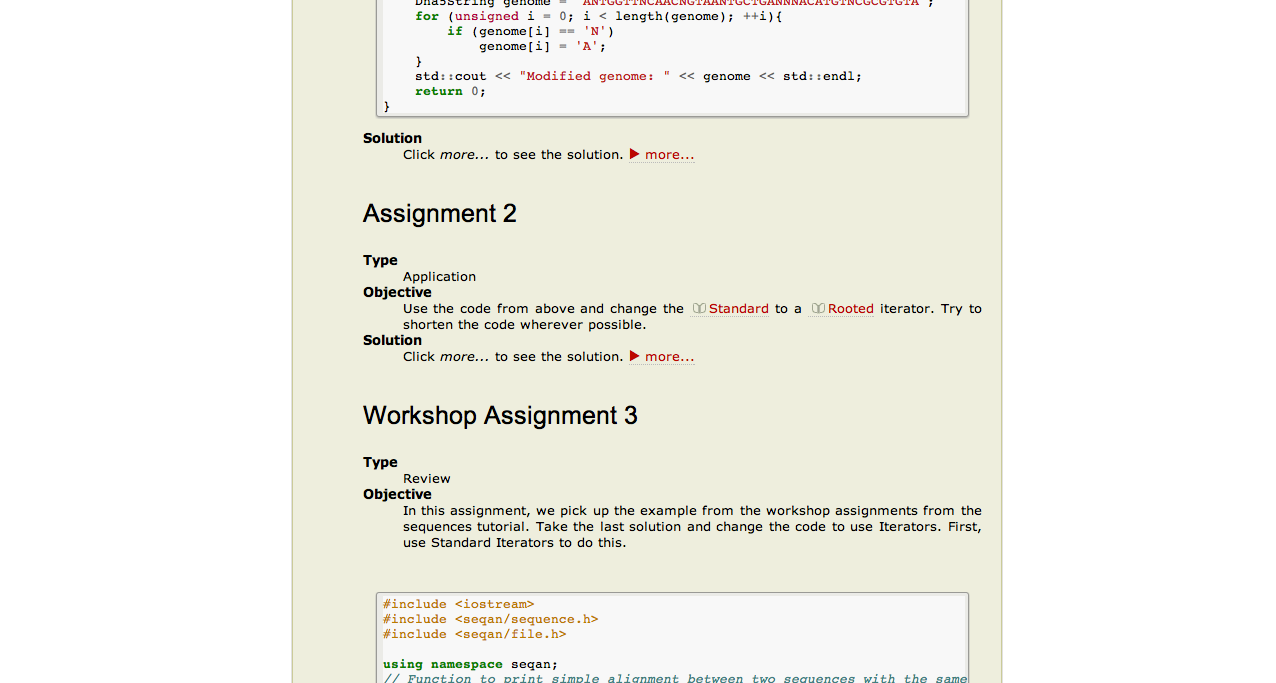 Dna5String genome = "ANTGGTTNCAACNGTAANTGCTGANNNACATGTNCGCGTGTA";
for (unsigned i = 0; i < length(genome); ++i){
if (genome[i] == 'N')
genome[i] = 'A';
}
std::cout << "Modified genome: " << genome << std::endl;
return 0;
}
Solution
Click more... to see the solution. more...
Assignment 2
Type
Application
Objective
Use the code from above and change the Standard to a Rooted iterator. Try to
shorten the code wherever possible.
Solution
Click more... to see the solution. more...
Workshop Assignment 3
Type
Review
Objective
In this assignment, we pick up the example from the workshop assignments from the
sequences tutorial. Take the last solution and change the code to use Iterators. First,
use Standard Iterators to do this.
#include <iostream>
#include <seqan/sequence.h>
#include <seqan/file.h>
using namespace seqan;
// Function to print simple alignment between two sequences with the same